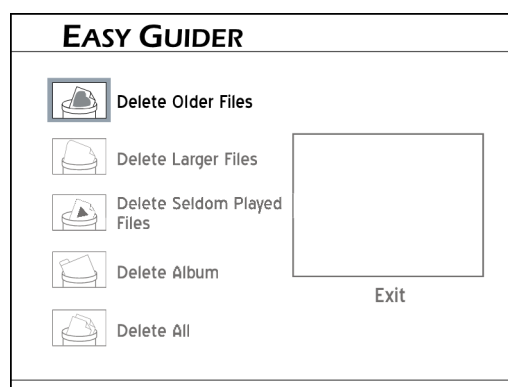 EASY GUIDER
Delete Older Files
Delete Larger Files
Delete Seldom Played
Files
Delete Album
Delete All
Exit